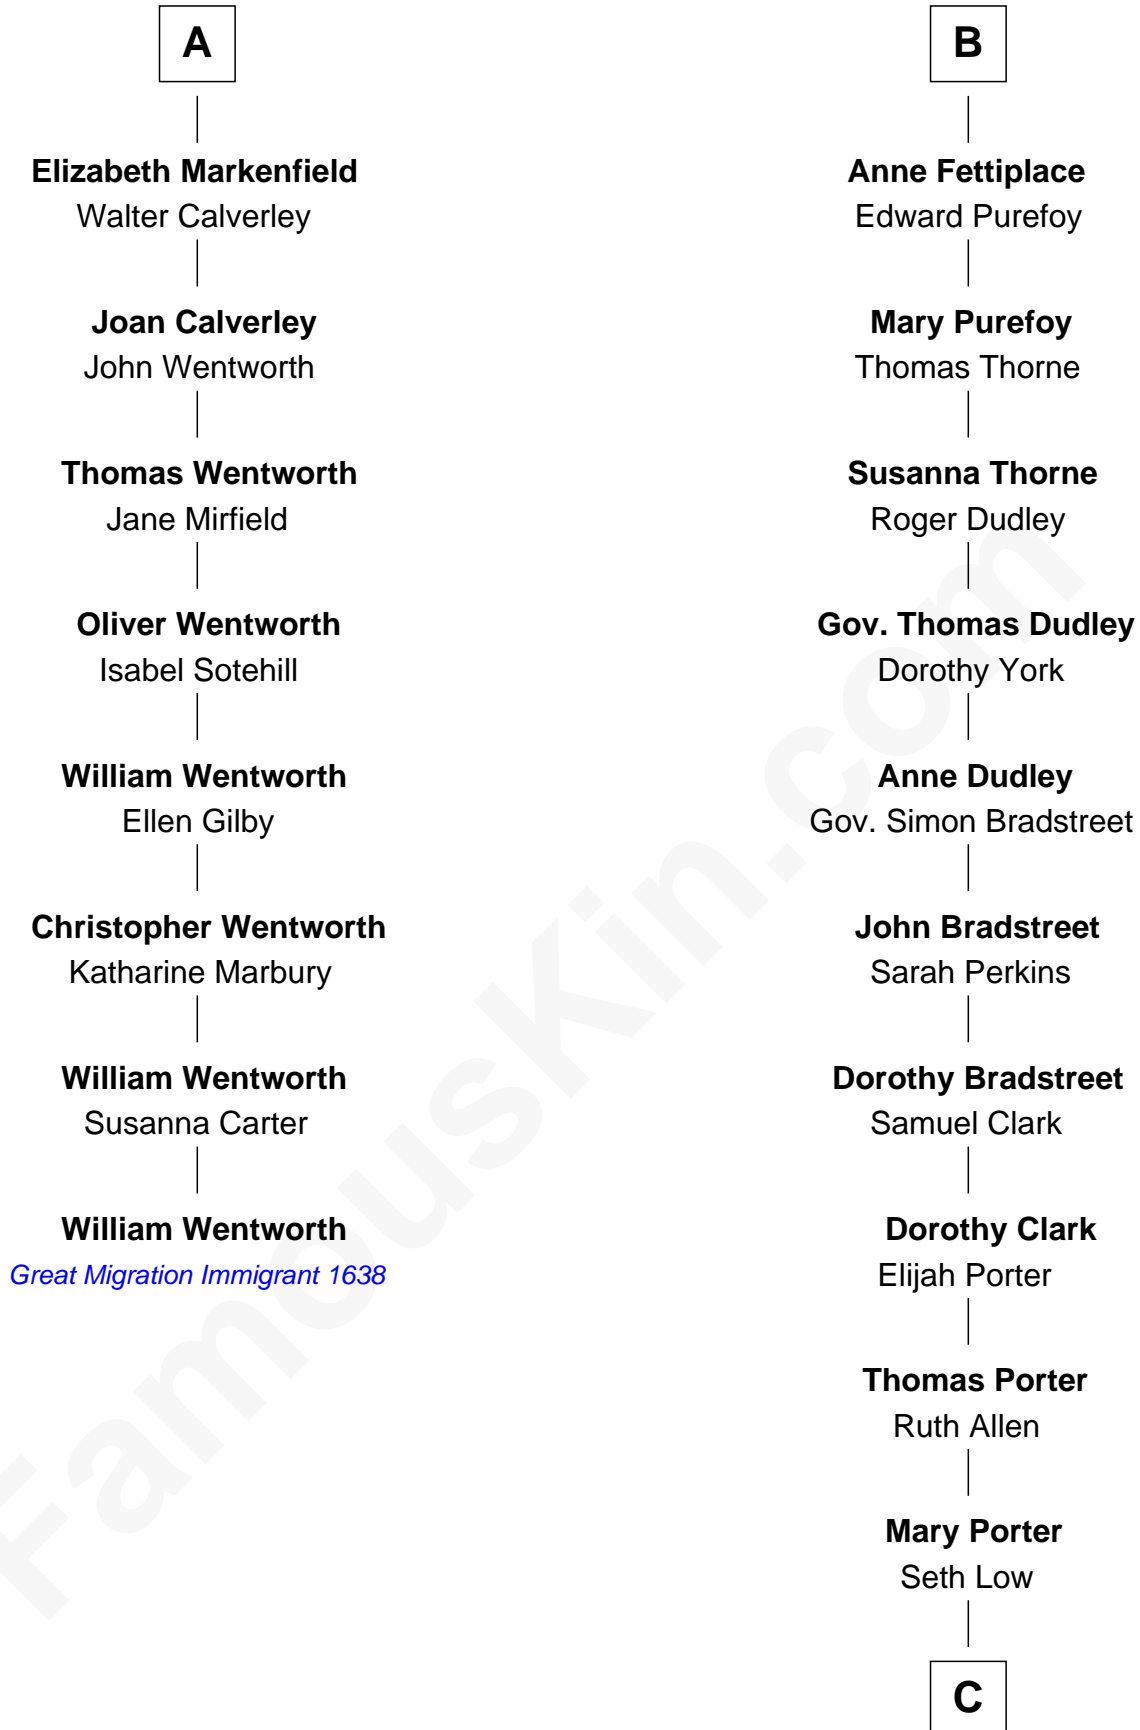 A
Elizabeth Markenfield
Walter Calverley
Joan Calverley
John Wentworth
Thomas Wentworth
Jane Mirfield
Oliver Wentworth
Isabel Sotehill
William Wentworth
Ellen Gilby
Christopher Wentworth
Katharine Marbury
William Wentworth
Susanna Carter
William Wentworth
Great Migration Immigrant 1638
B
Anne Fettiplace
Edward Purefoy
Mary Purefoy
Thomas Thorne
Susanna Thorne
Roger Dudley
Gov. Thomas Dudley
Dorothy York
Anne Dudley
Gov. Simon Bradstreet
John Bradstreet
Sarah Perkins
Dorothy Bradstreet
Samuel Clark
Dorothy Clark
Elijah Porter
Thomas Porter
Ruth Allen
Mary Porter
Seth Low
C
FamousKin.com